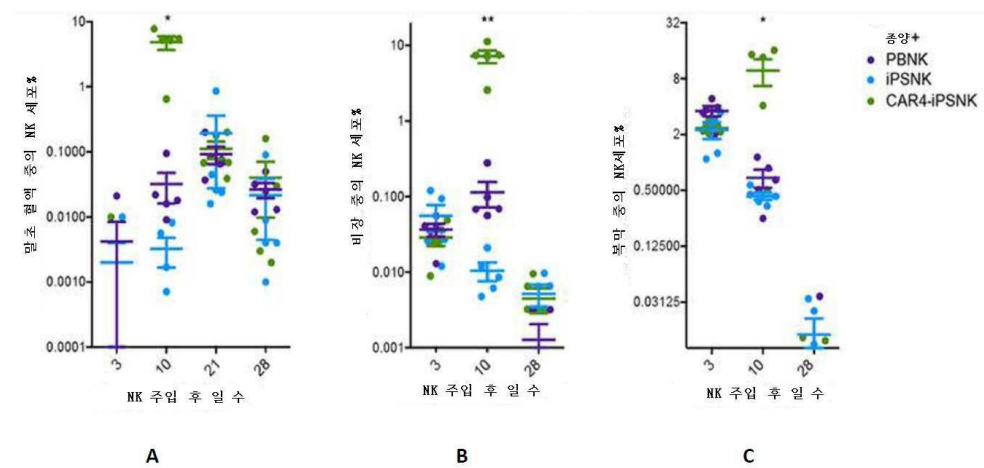 말초 혈액 중의 NK 세포%
10
1
0.1000
0.0100
0.0010
0.0001
*
3 10 21 28
NK 주입 후 일 수
A
비장 중의 NK 세포%
10
1
0.100
0.010
0.001
**
3 10 28
NK 주입 후 일 수
B
복막 중의 NK세포%
32
8
2
0.50000
0.12500
0.03125
*
3 10 28
NK 주입 후 일 수
C
종양+
PBNK
iPSNK
CAR4-iPSNK